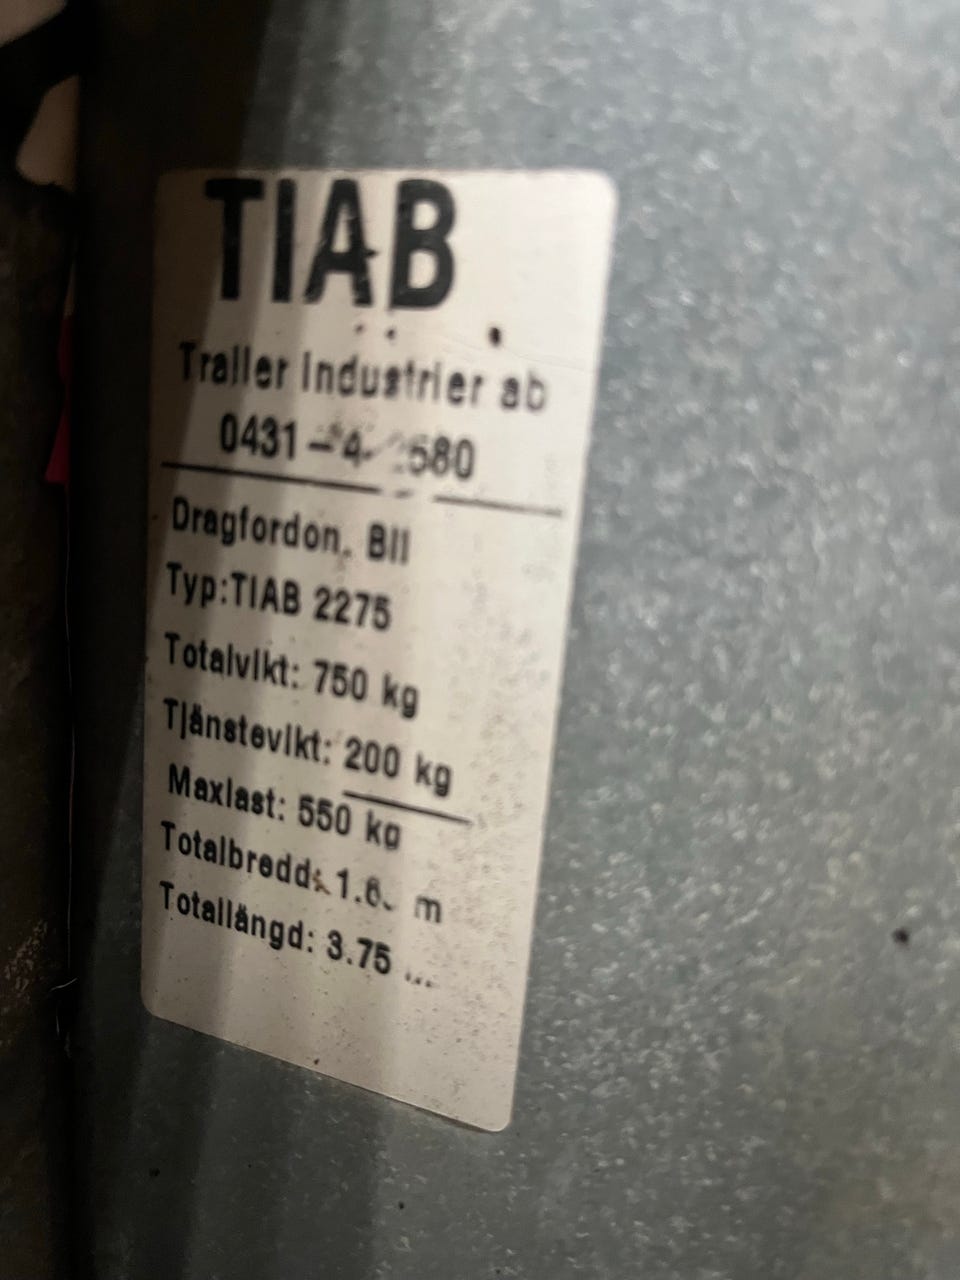 TIAB
Trailer Industrier ab
0431-4
Dragfordon. Bil
Typ:TIAB 2275
Totalvikt: 750 kg
Tjänstevikt: 200 kg
Maxlast: 550 kg
Totalbredd: m
Totallängd: 3.75